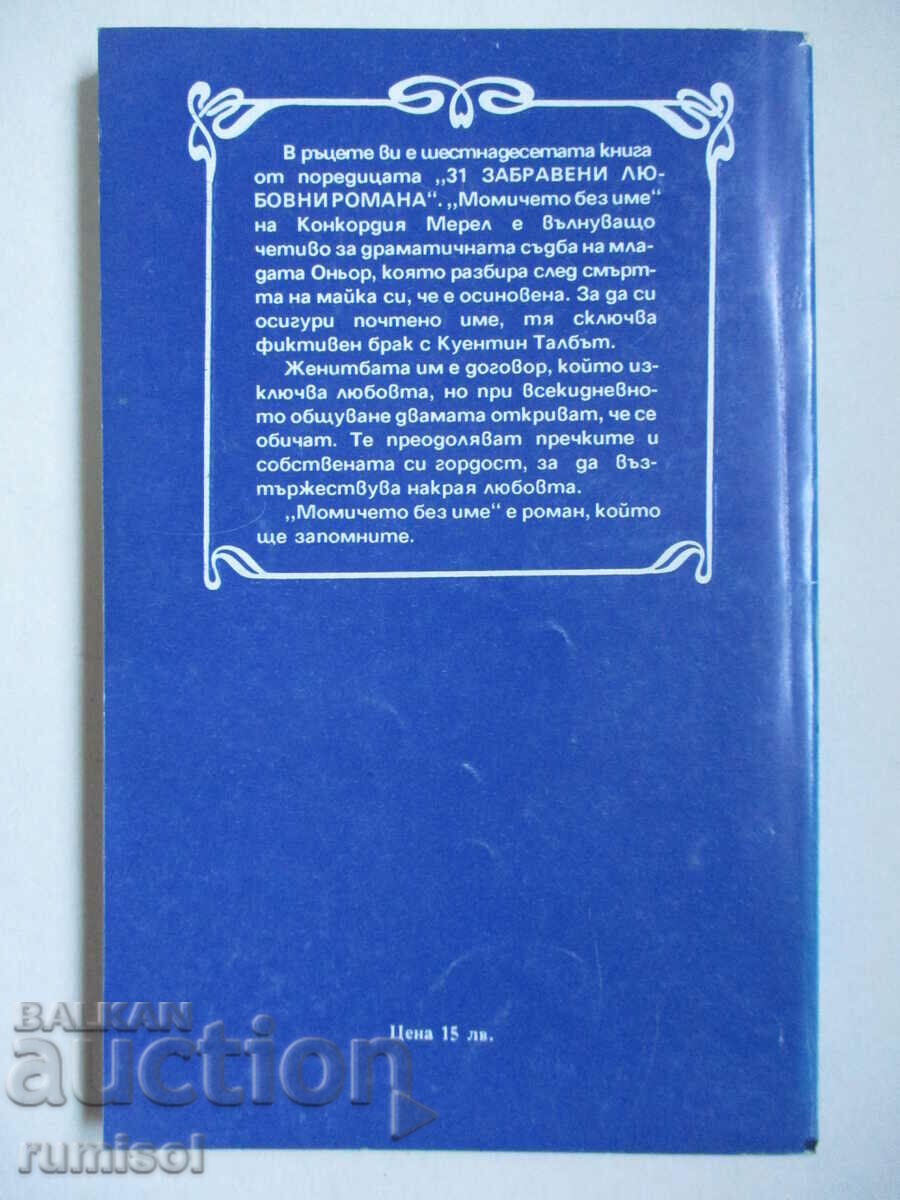 В ръцете ви е шестнадесетата книга
от поредицата „31 ЗАБРАВЕНИ ЛЮ-
БОВНИ РОМАНА“. „Момичето без име“
на Конкордия Мерел е вълнуващо
четиво за драматичната съдба на мла-
дата Оньор, която разбира след смърт-
та на майка си, че е осиновена. За да си
осигури почтено име, тя сключва
фиктивен брак с Куентин Талбът.
Женитбата им е договор, който из-
ключва любовта, но при всекидневно-
то общуване двамата откриват, че се
обичат. Те преодоляват пречките и
собствената си гордост, за да въз-
тържествува накрая любовта.
„Момичето без име“ е роман, който
ще запомните.
Цена 15 лв.
BALKAN
auction
rumisol